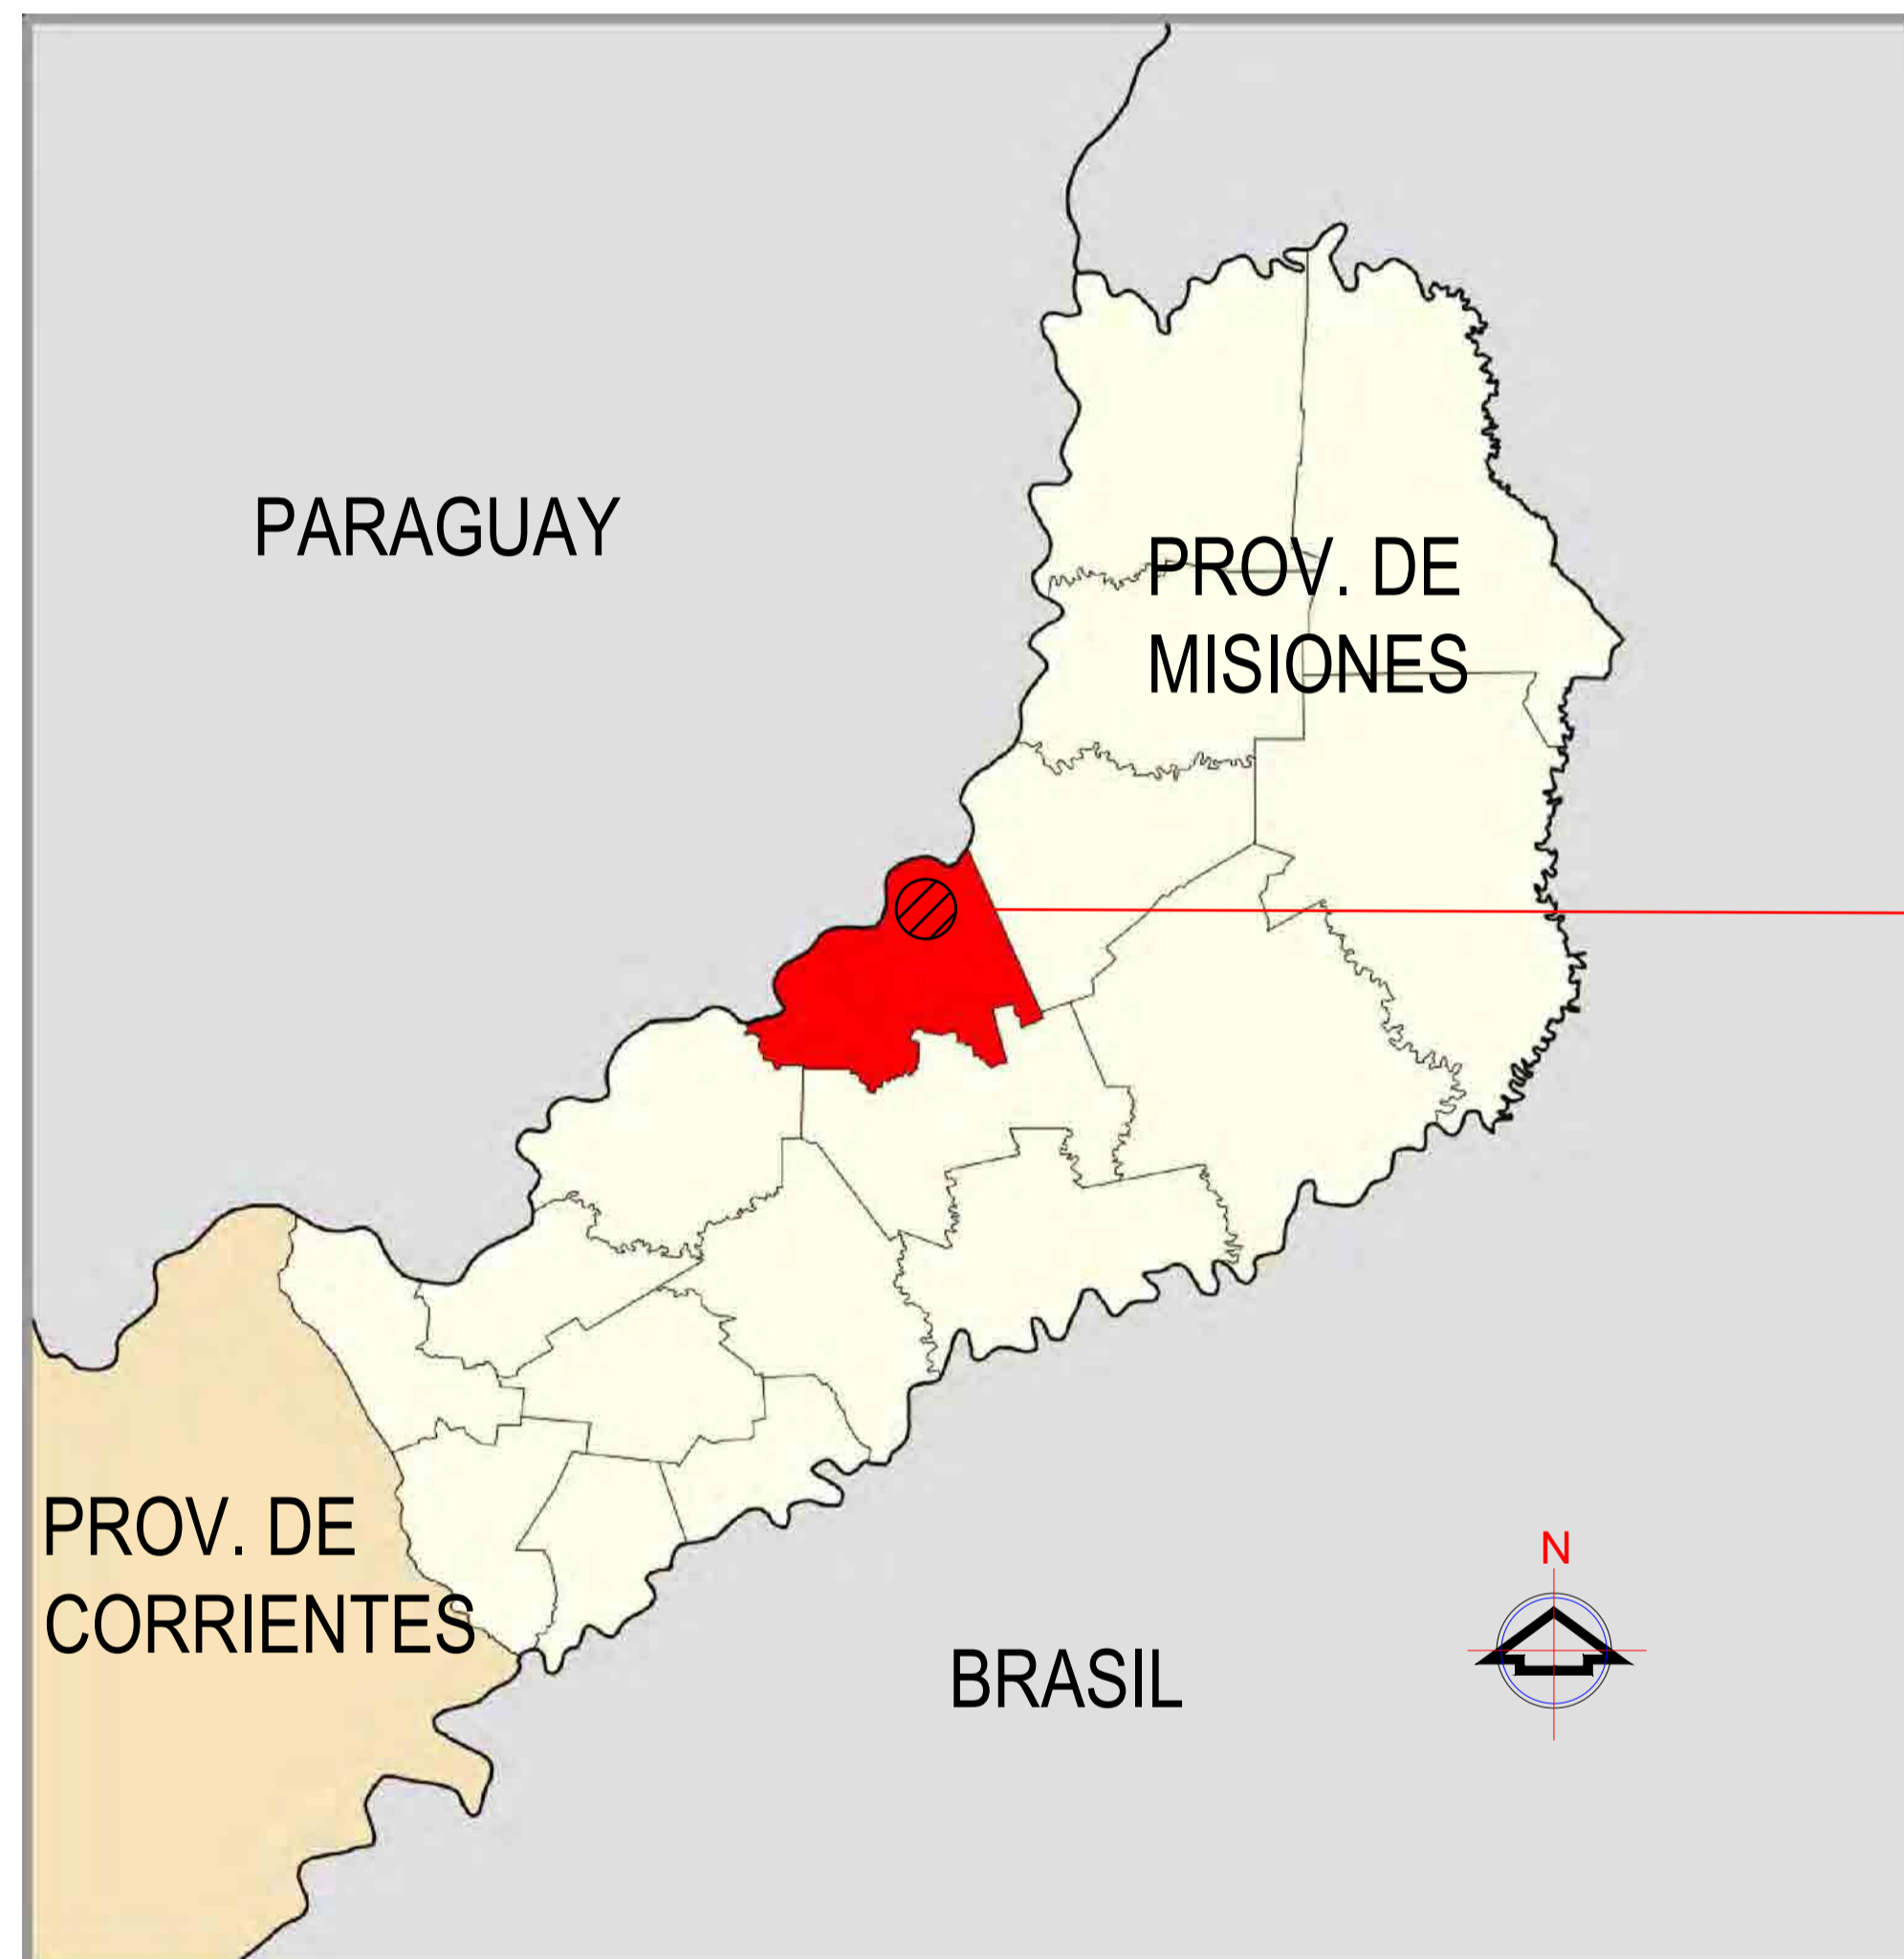 PARAGUAY
PROV. DE
MISIONES
PROV. DE
CORRIENTES
BRASIL
N